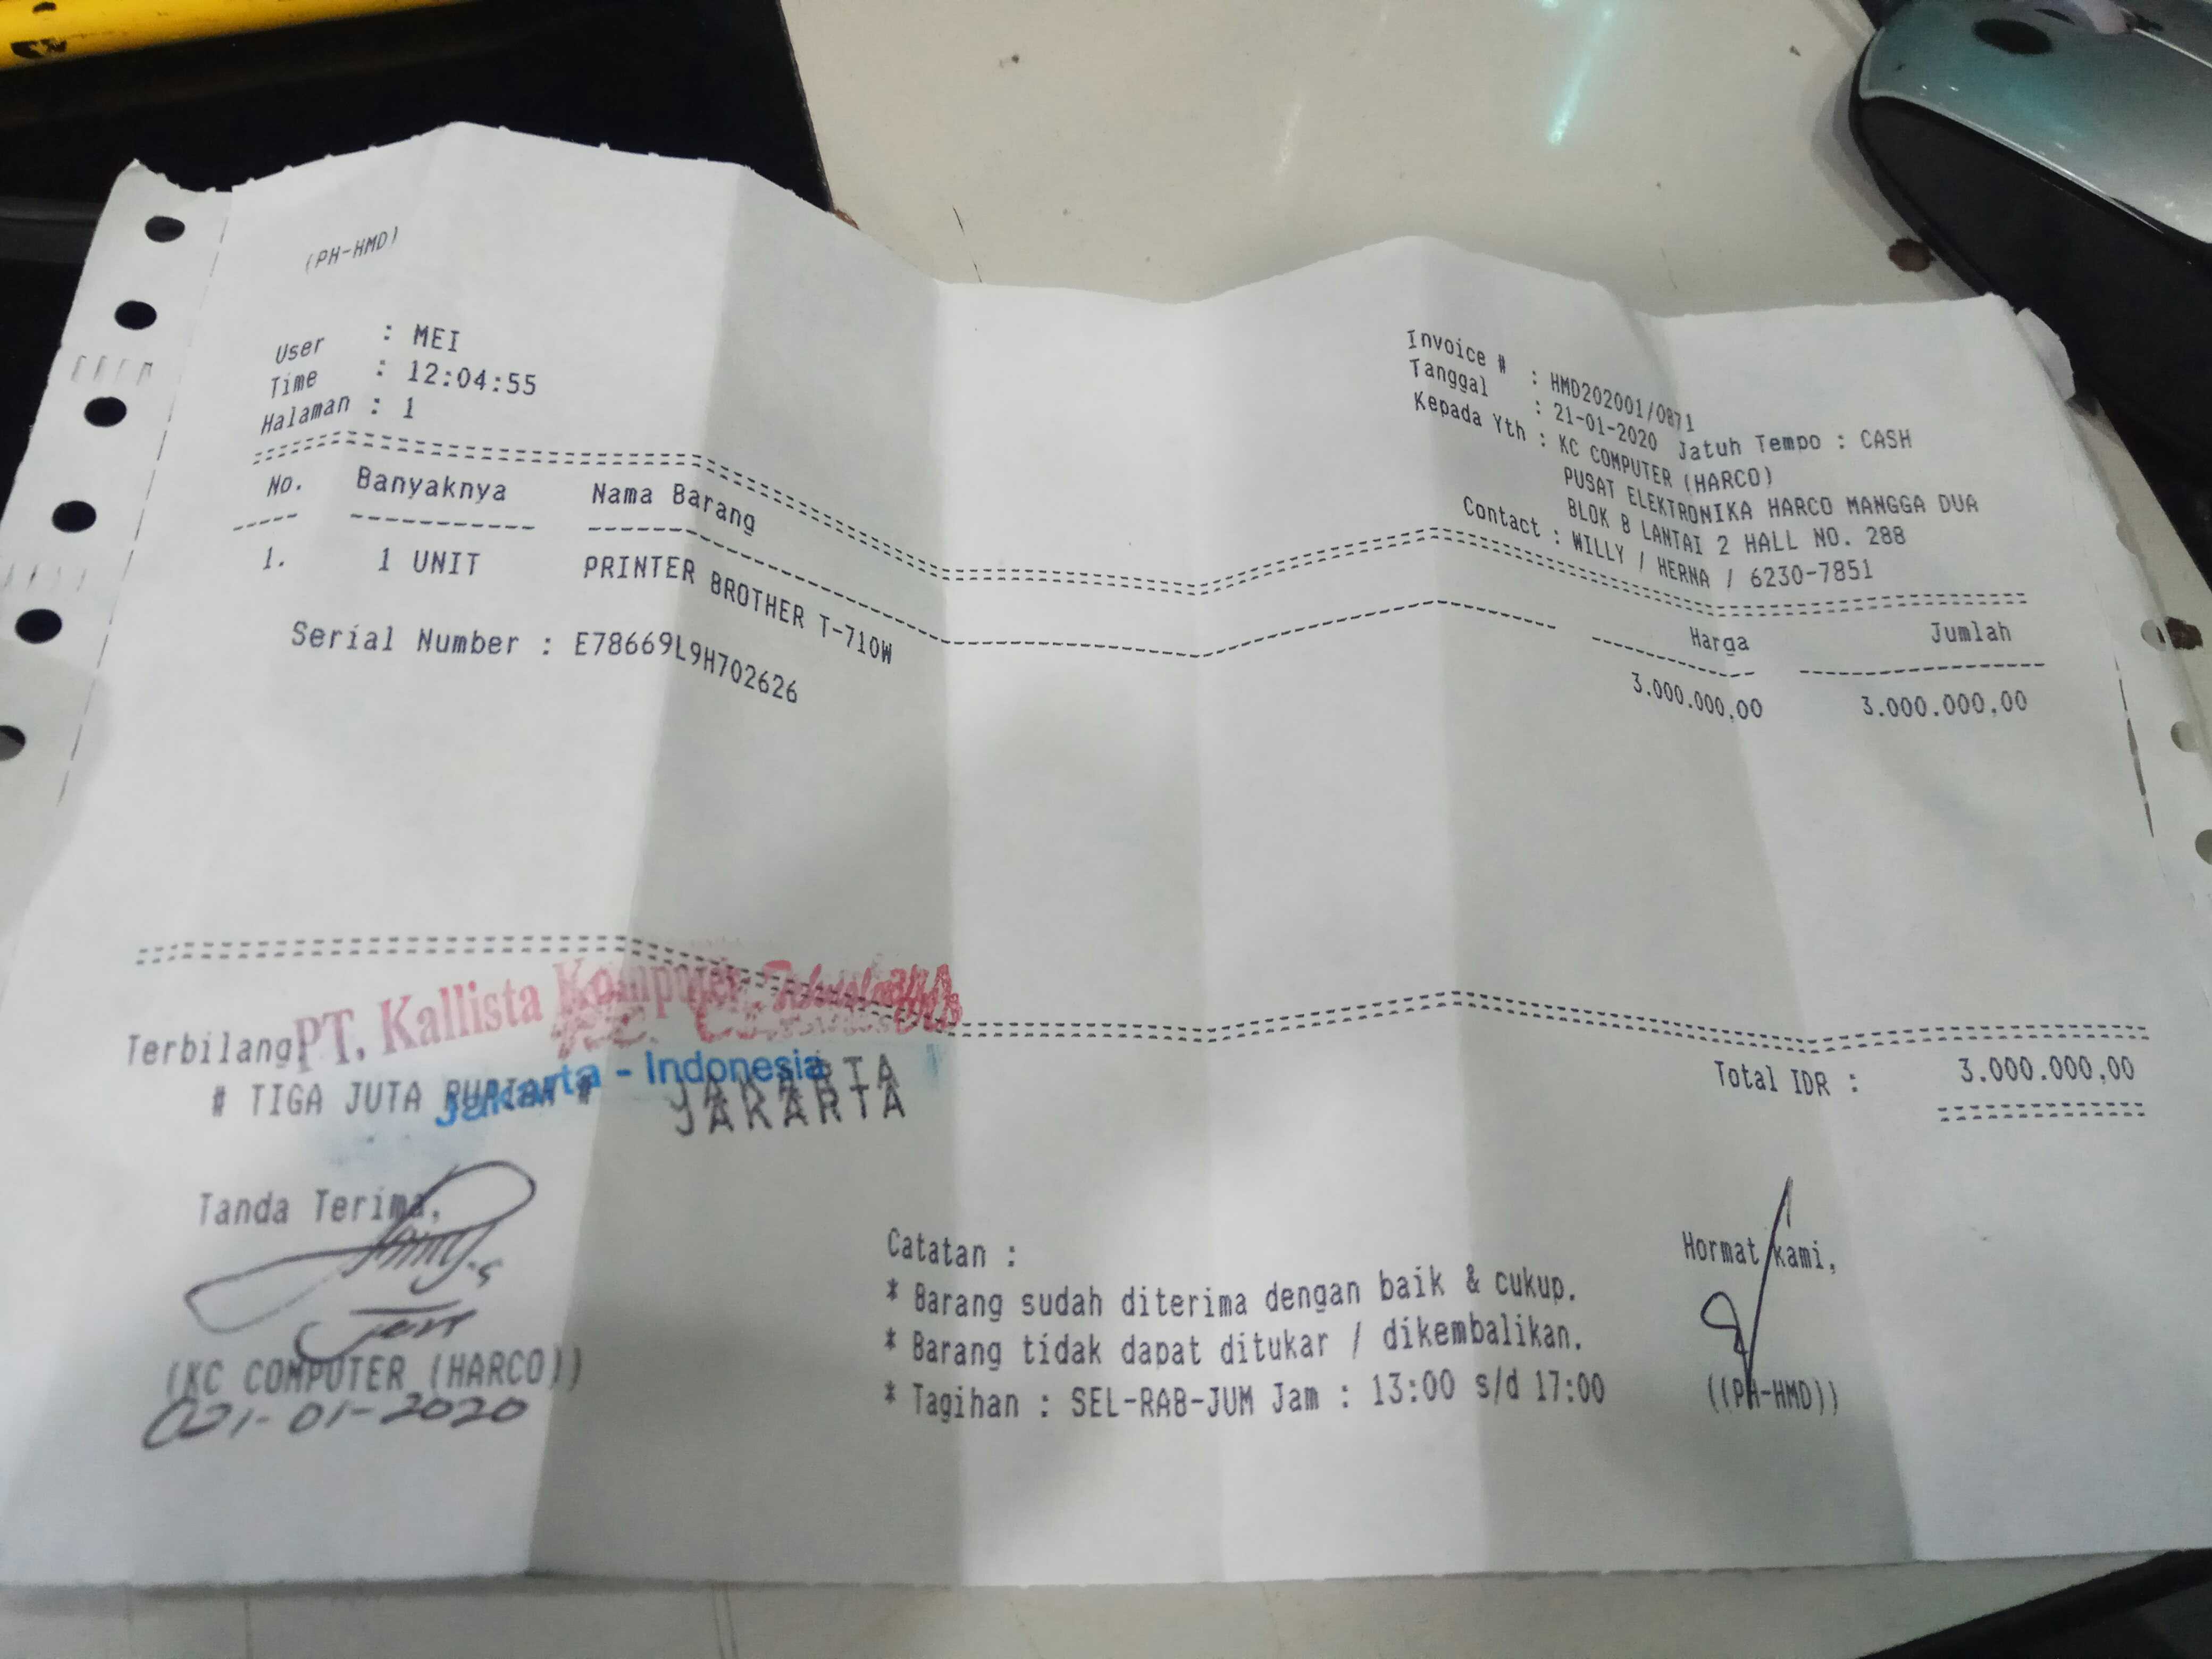 (PH-HMD)
User : MEI
Time : 12:04:55
Halaman : 1
Invoice # : HMD202001/0871
Tanggal : 21-01-2020 Jatuh Tempo : CASH
Kepada Yth : KC COMPUTER (HARCO)
PUSAT ELEKTRONIKA HARCO MANGGA DUA
BLOK B LANTAI 2 HALL NO. 288
Contact : WILLY / HERNA / 6230-7851
No. Banyaknya Nama Barang Harga Jumlah
1. 1 UNIT PRINTER BROTHER T-710W 3.000.000,00 3.000.000,00
Serial Number : E78669L9H702626
PT. Kallista Komputer
Terbilang
Jakarta - Indonesia
# TIGA JUTA RUPIAH #
JAKARTA
JAKARTA
Total IDR : 3.000.000,00
Tanda Terima,
(KC COMPUTER (HARCO))
21-01-2020
Catatan :
* Barang sudah diterima dengan baik & cukup.
* Barang tidak dapat ditukar / dikembalikan.
* Tagihan : SEL-RAB-JUM Jam : 13:00 s/d 17:00
Hormat kami,
((PH-HMD))